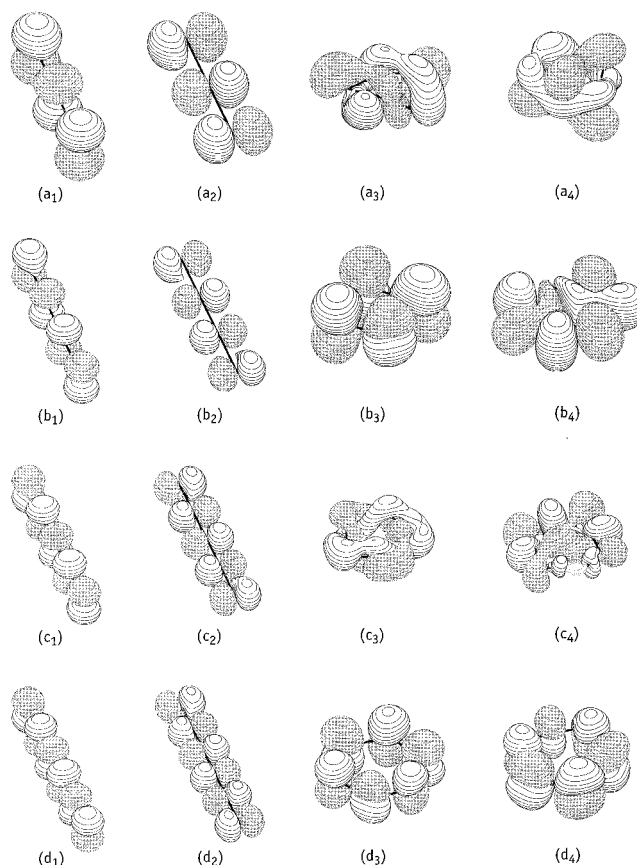 (a1) (a2) (a3) (a4)
(b1) (b2) (b3) (b4)
(c1) (c2) (c3) (c4)
(d1) (d2) (d3) (d4)